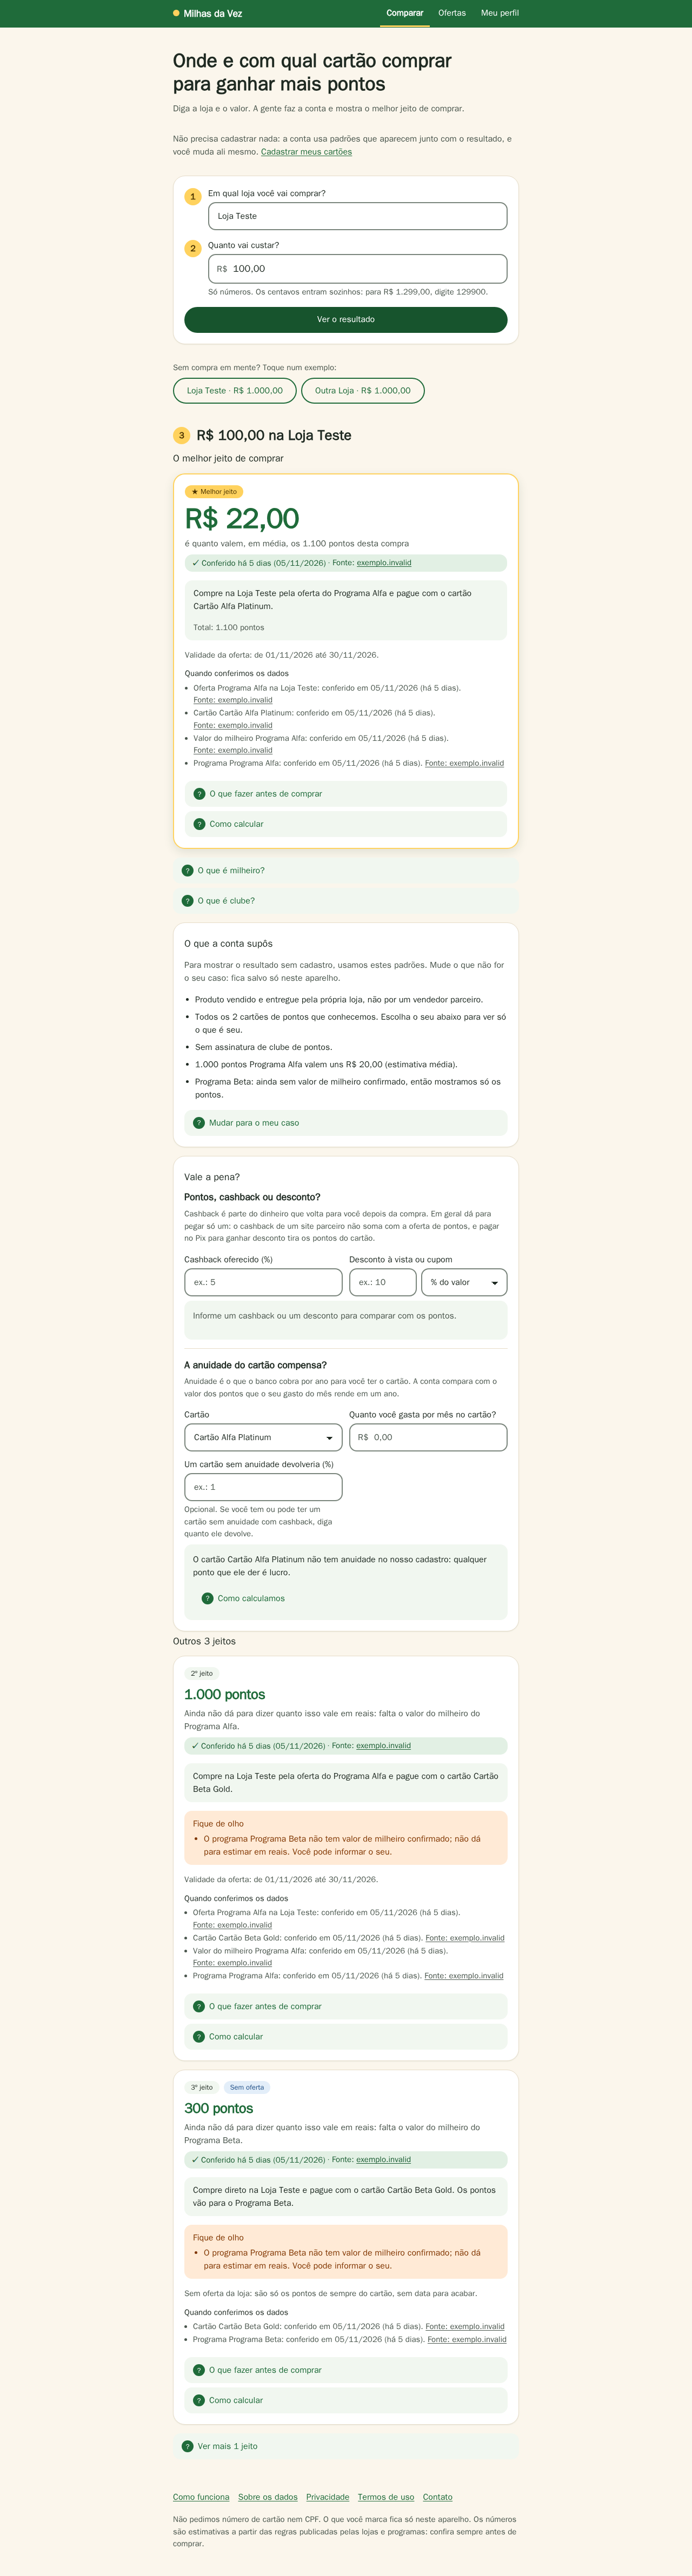 Milhas da Vez
Comparar
Ofertas
Meu perfil
Onde e com qual cartão comprar
para ganhar mais pontos
Diga a loja e o valor. A gente faz a conta e mostra o melhor jeito de comprar.
Não precisa cadastrar nada: a conta usa padrões que aparecem junto com o resultado, e
você muda ali mesmo. Cadastrar meus cartões
1
Em qual loja você vai comprar?
Loja Teste
2
Quanto vai custar?
R$ 100,00
Só números. Os centavos entram sozinhos: para R$ 1.299,00, digite 129900.
Ver o resultado
Sem compra em mente? Toque num exemplo:
Loja Teste · R$ 1.000,00
Outra Loja · R$ 1.000,00
3 R$ 100,00 na Loja Teste
O melhor jeito de comprar
★ Melhor jeito
R$ 22,00
é quanto valem, em média, os 1.100 pontos desta compra
✓ Conferido há 5 dias (05/11/2026) · Fonte: exemplo.invalid
Compre na Loja Teste pela oferta do Programa Alfa e pague com o cartão
Cartão Alfa Platinum.
Total: 1.100 pontos
Validade da oferta: de 01/11/2026 até 30/11/2026.
Quando conferimos os dados
• Oferta Programa Alfa na Loja Teste: conferido em 05/11/2026 (há 5 dias).
Fonte: exemplo.invalid
• Cartão Cartão Alfa Platinum: conferido em 05/11/2026 (há 5 dias).
Fonte: exemplo.invalid
• Valor do milheiro Programa Alfa: conferido em 05/11/2026 (há 5 dias).
Fonte: exemplo.invalid
• Programa Programa Alfa: conferido em 05/11/2026 (há 5 dias). Fonte: exemplo.invalid
? O que fazer antes de comprar
? Como calcular
? O que é milheiro?
? O que é clube?
O que a conta supôs
Para mostrar o resultado sem cadastro, usamos estes padrões. Mude o que não for
o seu caso: fica salvo só neste aparelho.
• Produto vendido e entregue pela própria loja, não por um vendedor parceiro.
• Todos os 2 cartões de pontos que conhecemos. Escolha o seu abaixo para ver só
o que é seu.
• Sem assinatura de clube de pontos.
• 1.000 pontos Programa Alfa valem uns R$ 20,00 (estimativa média).
• Programa Beta: ainda sem valor de milheiro confirmado, então mostramos só os
pontos.
? Mudar para o meu caso
Vale a pena?
Pontos, cashback ou desconto?
Cashback é parte do dinheiro que volta para você depois da compra. Em geral dá para
pegar só um: o cashback de um site parceiro não soma com a oferta de pontos, e pagar
no Pix para ganhar desconto tira os pontos do cartão.
Cashback oferecido (%)
Desconto à vista ou cupom
ex.: 5
ex.: 10
% do valor
Informe um cashback ou um desconto para comparar com os pontos.
A anuidade do cartão compensa?
Anuidade é o que o banco cobra por ano para você ter o cartão. A conta compara com o
valor dos pontos que o seu gasto do mês rende em um ano.
Cartão
Quanto você gasta por mês no cartão?
Cartão Alfa Platinum
R$ 0,00
Um cartão sem anuidade devolveria (%)
ex.: 1
Opcional. Se você tem ou pode ter um
cartão sem anuidade com cashback, diga
quanto ele devolve.
O cartão Cartão Alfa Platinum não tem anuidade no nosso cadastro: qualquer
ponto que ele der é lucro.
? Como calculamos
Outros 3 jeitos
2º jeito
1.000 pontos
Ainda não dá para dizer quanto isso vale em reais: falta o valor do milheiro do
Programa Alfa.
✓ Conferido há 5 dias (05/11/2026) · Fonte: exemplo.invalid
Compre na Loja Teste pela oferta do Programa Alfa e pague com o cartão Cartão
Beta Gold.
Fique de olho
• O programa Programa Beta não tem valor de milheiro confirmado; não dá
para estimar em reais. Você pode informar o seu.
Validade da oferta: de 01/11/2026 até 30/11/2026.
Quando conferimos os dados
• Oferta Programa Alfa na Loja Teste: conferido em 05/11/2026 (há 5 dias).
Fonte: exemplo.invalid
• Cartão Cartão Beta Gold: conferido em 05/11/2026 (há 5 dias). Fonte: exemplo.invalid
• Valor do milheiro Programa Alfa: conferido em 05/11/2026 (há 5 dias).
Fonte: exemplo.invalid
• Programa Programa Alfa: conferido em 05/11/2026 (há 5 dias). Fonte: exemplo.invalid
? O que fazer antes de comprar
? Como calcular
3º jeito
Sem oferta
300 pontos
Ainda não dá para dizer quanto isso vale em reais: falta o valor do milheiro do
Programa Beta.
✓ Conferido há 5 dias (05/11/2026) · Fonte: exemplo.invalid
Compre direto na Loja Teste e pague com o cartão Cartão Beta Gold. Os pontos
vão para o Programa Beta.
Fique de olho
• O programa Programa Beta não tem valor de milheiro confirmado; não dá
para estimar em reais. Você pode informar o seu.
Sem oferta da loja: são só os pontos de sempre do cartão, sem data para acabar.
Quando conferimos os dados
• Cartão Cartão Beta Gold: conferido em 05/11/2026 (há 5 dias). Fonte: exemplo.invalid
• Programa Programa Beta: conferido em 05/11/2026 (há 5 dias). Fonte: exemplo.invalid
? O que fazer antes de comprar
? Como calcular
? Ver mais 1 jeito
Como funciona
Sobre os dados
Privacidade
Termos de uso
Contato
Não pedimos número de cartão nem CPF. O que você marca fica só neste aparelho. Os números
são estimativas a partir das regras publicadas pelas lojas e programas: confira sempre antes de
comprar.